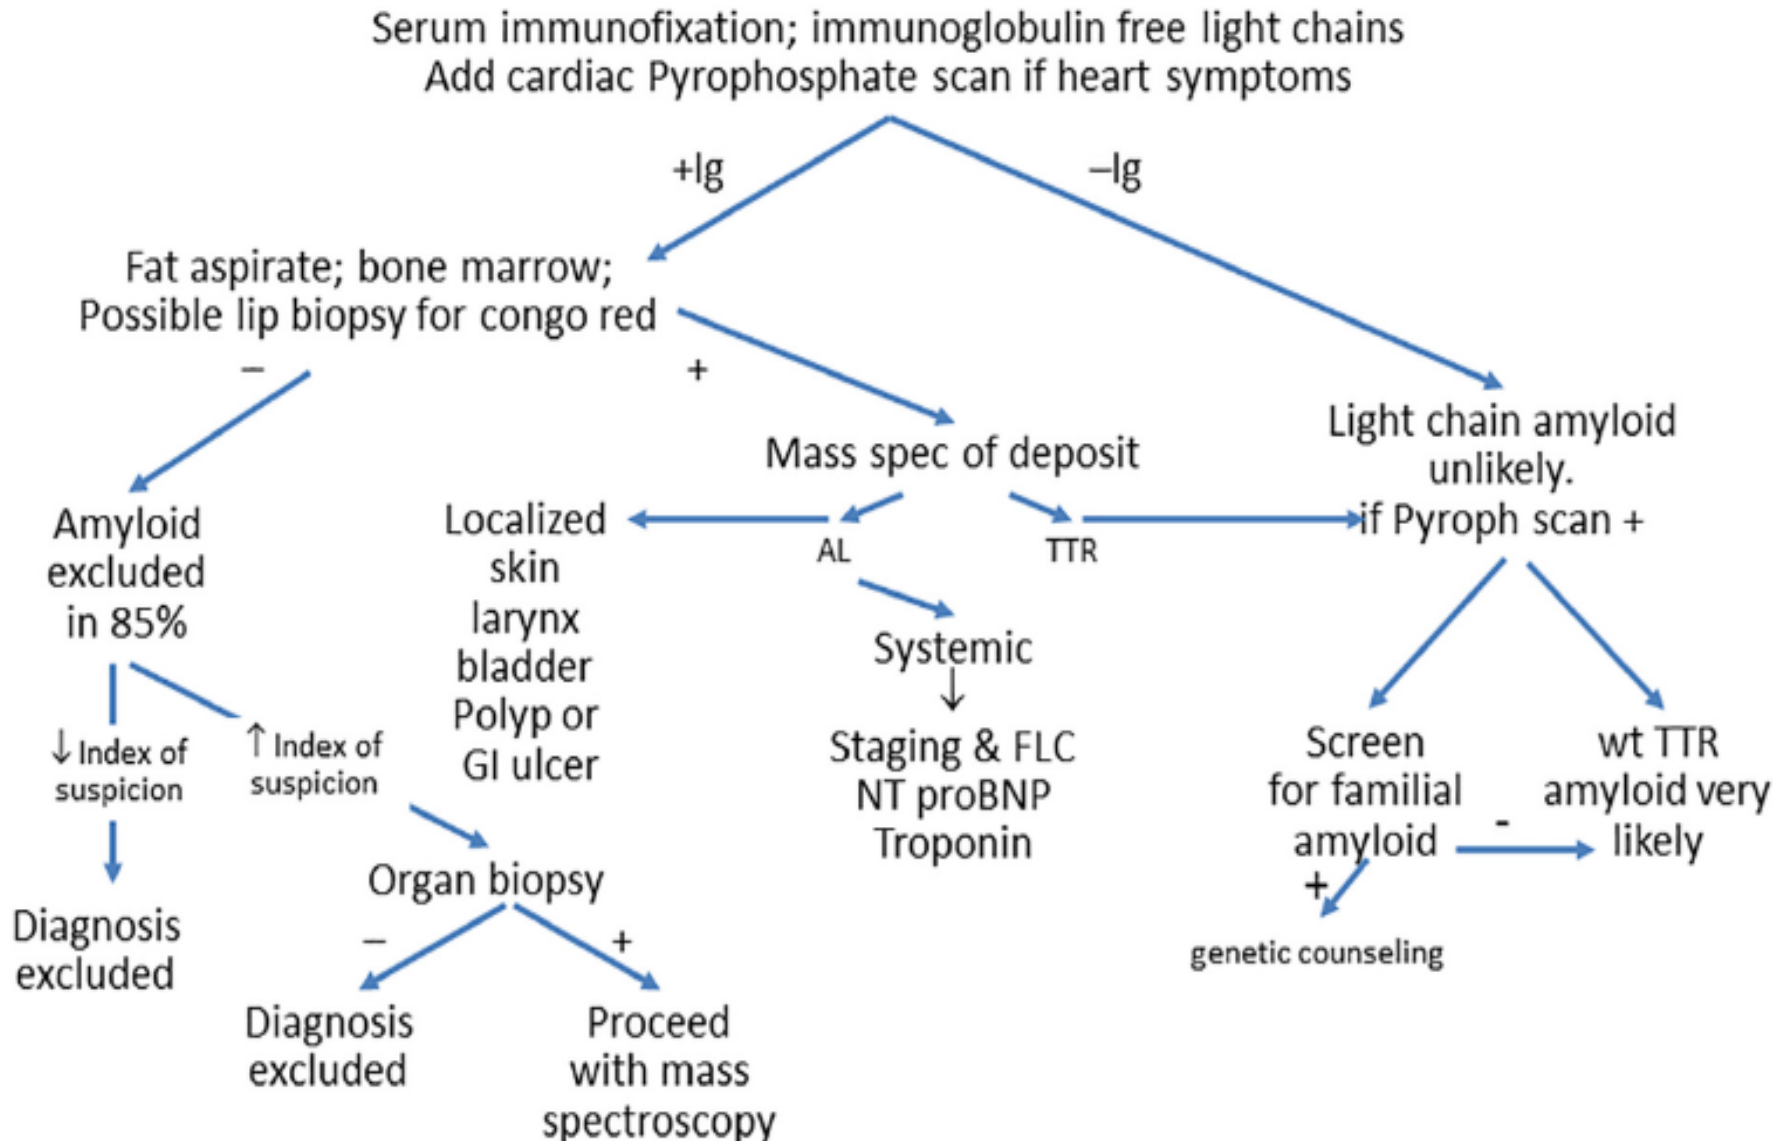 Serum immunofixation; immunoglobulin free light chains
Add cardiac Pyrophosphate scan if heart symptoms
+Ig
–Ig
Fat aspirate; bone marrow;
Possible lip biopsy for congo red
–
+
Mass spec of deposit
Light chain amyloid
unlikely.
if Pyroph scan +
Amyloid
excluded
in 85%
Localized
skin
larynx
bladder
Polyp or
GI ulcer
AL
TTR
Systemic
↓
Staging & FLC
NT proBNP
Troponin
↓ Index of
suspicion
↑ Index of
suspicion
Screen
for familial
amyloid
-
wt TTR
amyloid very
likely
+
genetic counseling
Organ biopsy
Diagnosis
excluded
–
+
Diagnosis
excluded
Proceed
with mass
spectroscopy